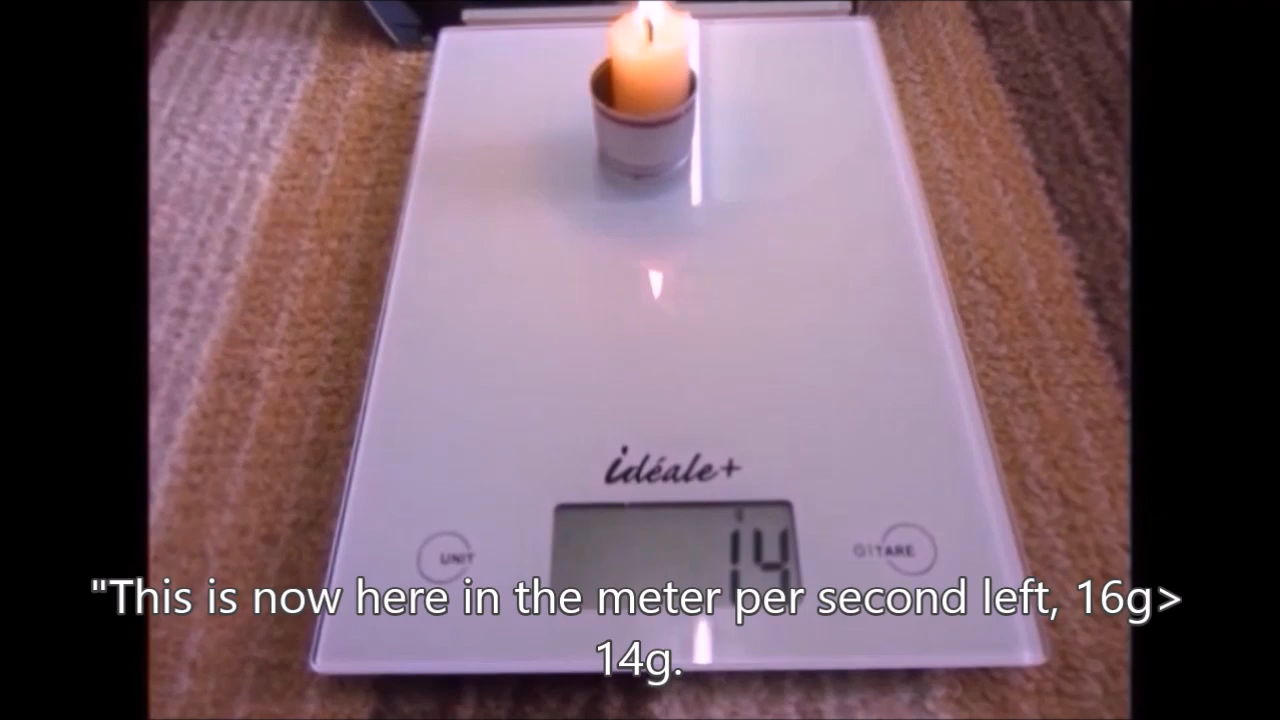 idéale+
14
UNIT
TARE
"This is now here in the meter per second left, 16g>
14g.